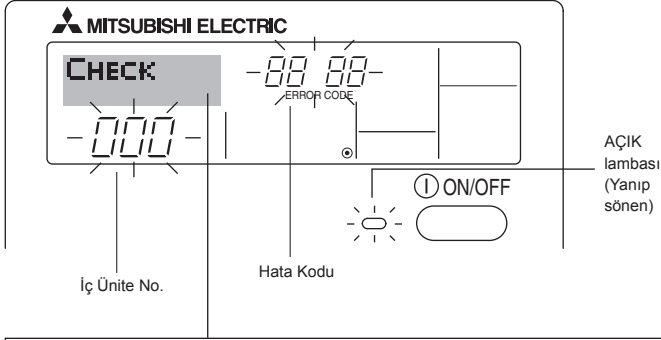 MITSUBISHI ELECTRIC
CHECK
88 88
ERROR CODE
000
ON/OFF
AÇIK
lambası
(Yanıp
sönen)
İç Ünite No.
Hata Kodu